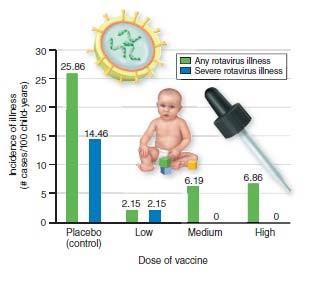 Incidence of illness
(# cases/100 child-years)
30
25
20
15
10
5
0
Any rotavirus illness
Severe rotavirus illness
25.86
14.46
2.15 2.15
6.19
0
6.86
0
Placebo
(control)
Low
Medium
High
Dose of vaccine